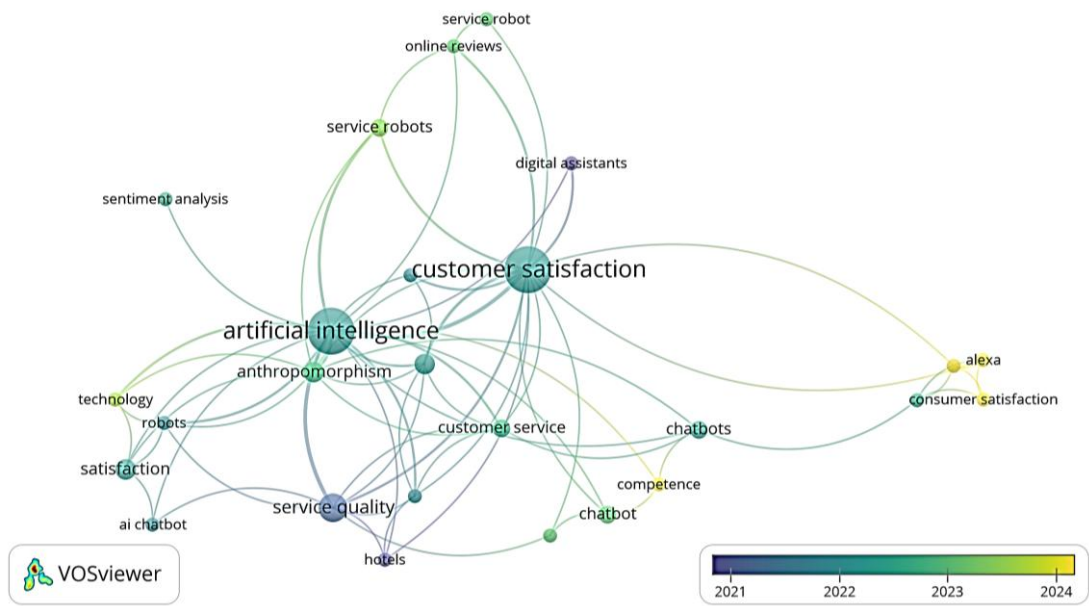 service robot
online reviews
service robots
digital assistants
sentiment analysis
customer satisfaction
artificial intelligence
anthropomorphism
alexa
technology
consumer satisfaction
robots
customer service
chatbots
satisfaction
competence
service quality
chatbot
ai chatbot
hotels
VOSviewer
2021
2022
2023
2024